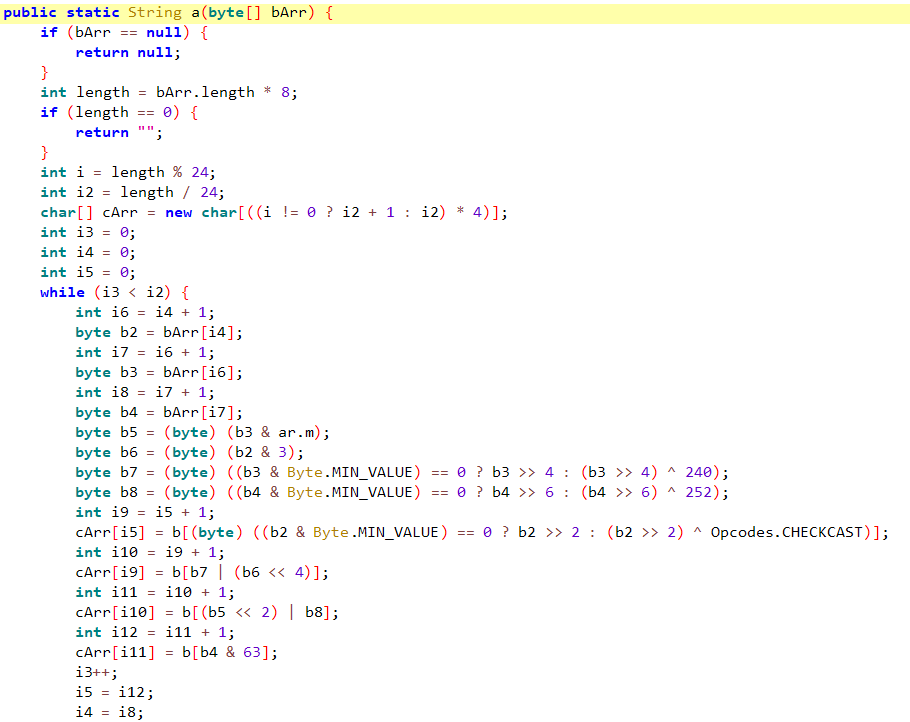 public static String a(byte[] bArr) {
    if (bArr == null) {
        return null;
    }
    int length = bArr.length * 8;
    if (length == 0) {
        return "";
    }
    int i = length % 24;
    int i2 = length / 24;
    char[] cArr = new char[((i != 0 ? i2 + 1 : i2) * 4)];
    int i3 = 0;
    int i4 = 0;
    int i5 = 0;
    while (i3 < i2) {
        int i6 = i4 + 1;
        byte b2 = bArr[i4];
        int i7 = i6 + 1;
        byte b3 = bArr[i6];
        int i8 = i7 + 1;
        byte b4 = bArr[i7];
        byte b5 = (byte) (b3 & ar.m);
        byte b6 = (byte) (b2 & 3);
        byte b7 = (byte) ((b3 & Byte.MIN_VALUE) == 0 ? b3 >> 4 : (b3 >> 4) ^ 240);
        byte b8 = (byte) ((b4 & Byte.MIN_VALUE) == 0 ? b4 >> 6 : (b4 >> 6) ^ 252);
        int i9 = i5 + 1;
        cArr[i5] = b[(byte) ((b2 & Byte.MIN_VALUE) == 0 ? b2 >> 2 : (b2 >> 2) ^ Opcodes.CHECKCAST)];
        int i10 = i9 + 1;
        cArr[i9] = b[b7 | (b6 << 4)];
        int i11 = i10 + 1;
        cArr[i10] = b[(b5 << 2) | b8];
        int i12 = i11 + 1;
        cArr[i11] = b[b4 & 63];
        i3++;
        i5 = i12;
        i4 = i8;